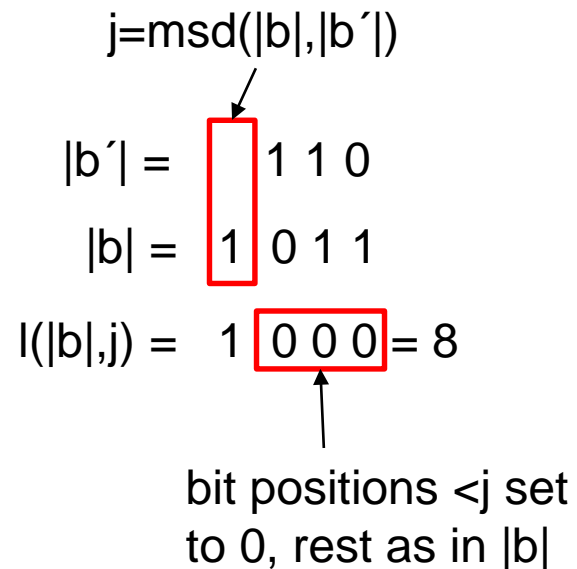 j=msd(|b|,|b´|)
|b´| = 1 1 0
|b| = 1 0 1 1
l(|b|,j) = 1 0 0 0 = 8
bit positions <j set
to 0, rest as in |b|